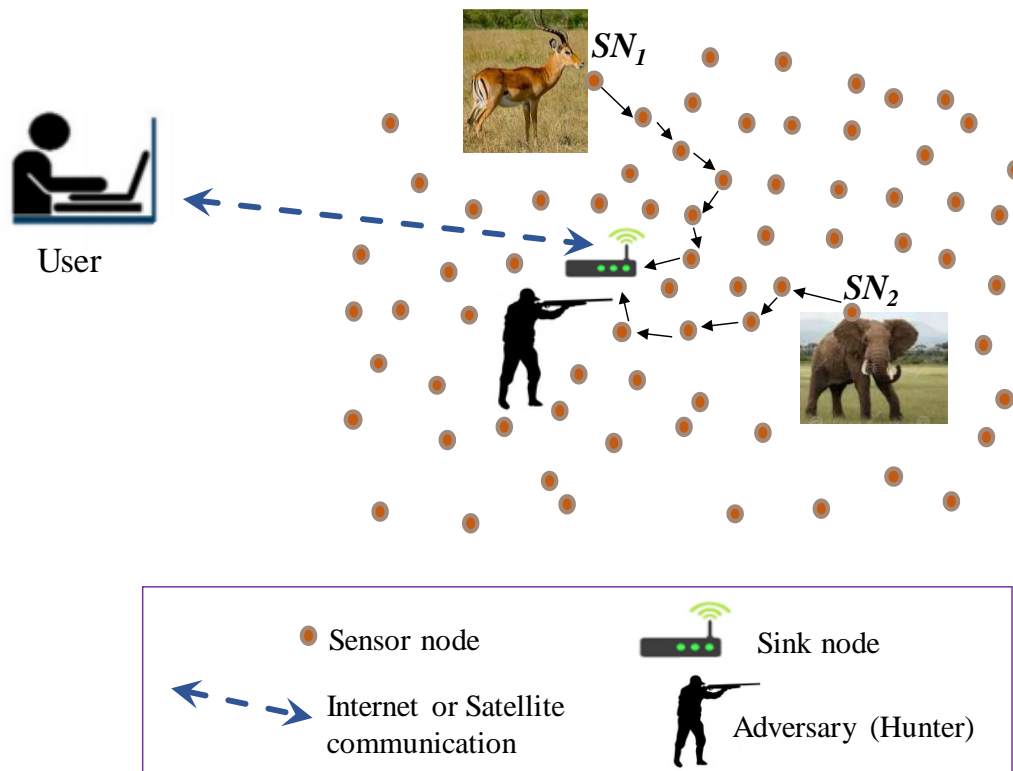 SN1
User
SN2
Sensor node
Sink node
Internet or Satellite
communication
Adversary (Hunter)